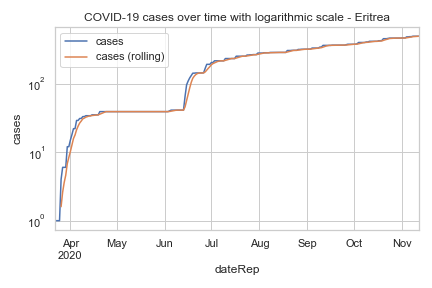 COVID-19 cases over time with logarithmic scale - Eritrea
cases
cases (rolling)
10²
10¹
10⁰
cases
Apr
2020
May
Jun
Jul
Aug
Sep
Oct
Nov
dateRep